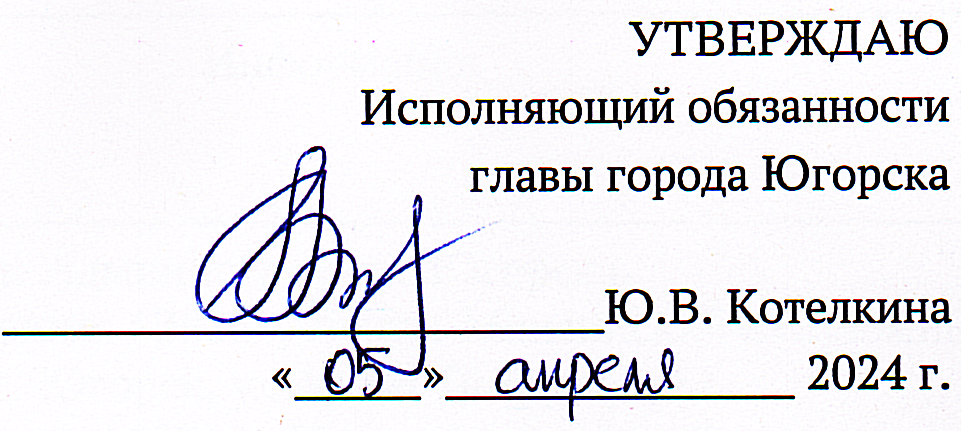 УТВЕРЖДАЮ
Исполняющий обязанности
главы города Югорска
Ю.В. Котелкина
« 05 » апреля 2024 г.